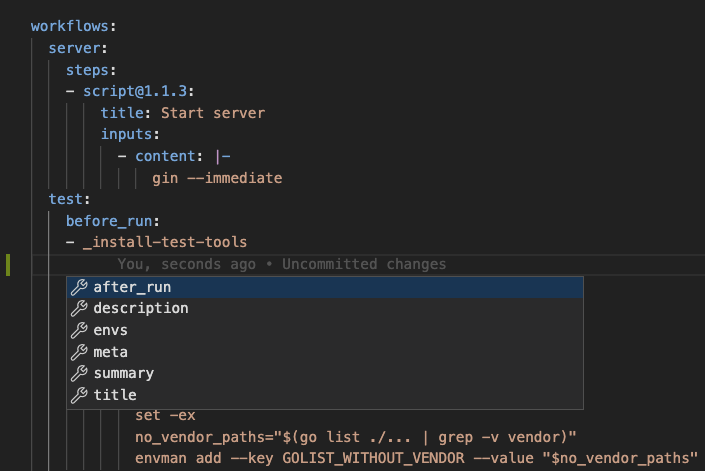 workflows:
server:
steps:
- script@1.1.3:
title: Start server
inputs:
- content: |-
gin --immediate
test:
before_run:
- _install-test-tools
You, seconds ago • Uncommitted changes
after_run
description
envs
meta
summary
title
set -ex
no_vendor_paths="$(go list ./... | grep -v vendor)"
envman add --key GOLIST_WITHOUT_VENDOR --value "$no_vendor_paths"